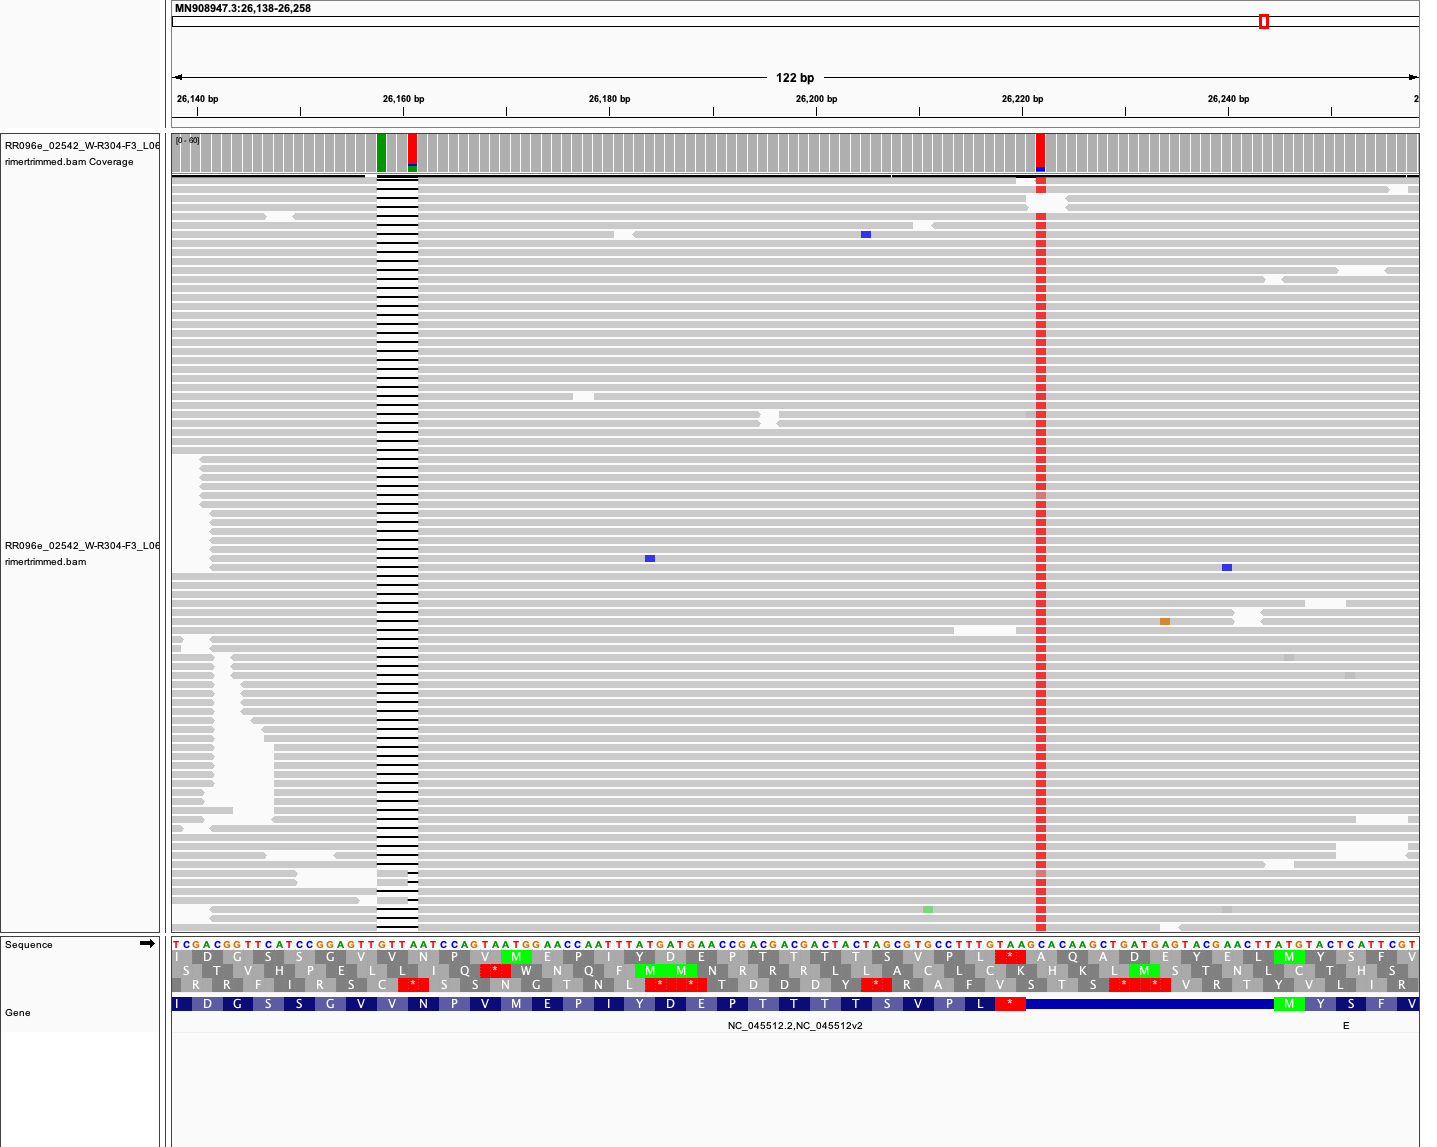 MN908947.3:26,138-26,258
122 bp
26,140 bp 26,160 bp 26,180 bp 26,200 bp 26,220 bp 26,240 bp 2
RR096e_02542_W-R304-F3_L06
rimertrimmed.bam Coverage
[0 - 60]
RR096e_02542_W-R304-F3_L06
rimertrimmed.bam
Sequence
TCGACGGTTCATCCGGAGTTGTTAATCCAGTAATGGAACCAATTTATGATGAACCGACGACGACTACTAGCGTGCCTTTGTAAGCACAAGCTGATGAGTACGAACTTATGTACTCATTCGT
I D G S S G V V N P V M E P I Y D E P T T T T S V P L * A Q A D E Y E L M Y S F V
S T V H P E L L I Q * W N Q F M M N R R R L L A C L C K H K L M S T N L C T H S
R R F I R S C * S S N G T N L * * T D D D Y * R A F V S T S * * V R T Y V L I R
Gene
I D G S S G V V N P V M E P I Y D E P T T T T S V P L * M Y S F V
NC_045512.2,NC_045512v2 E